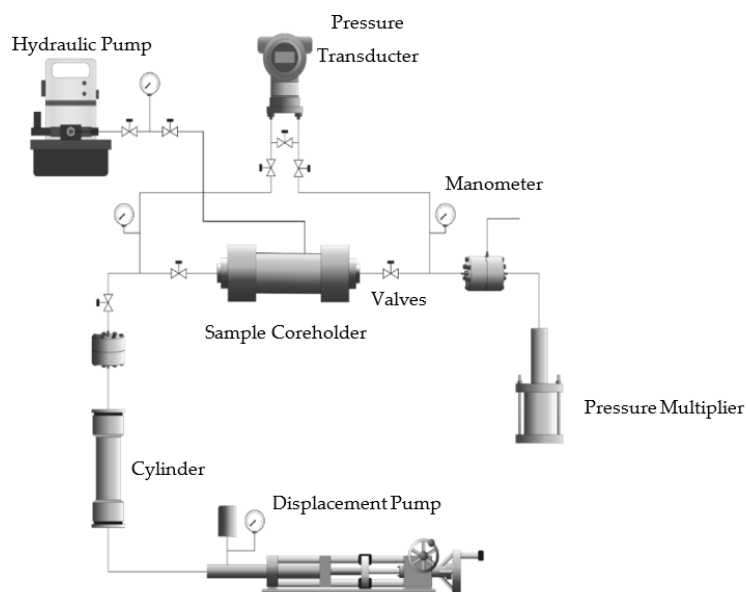 Pressure
Transducter
Hydraulic Pump
Manometer
Valves
Sample Coreholder
Pressure Multiplier
Cylinder
Displacement Pump